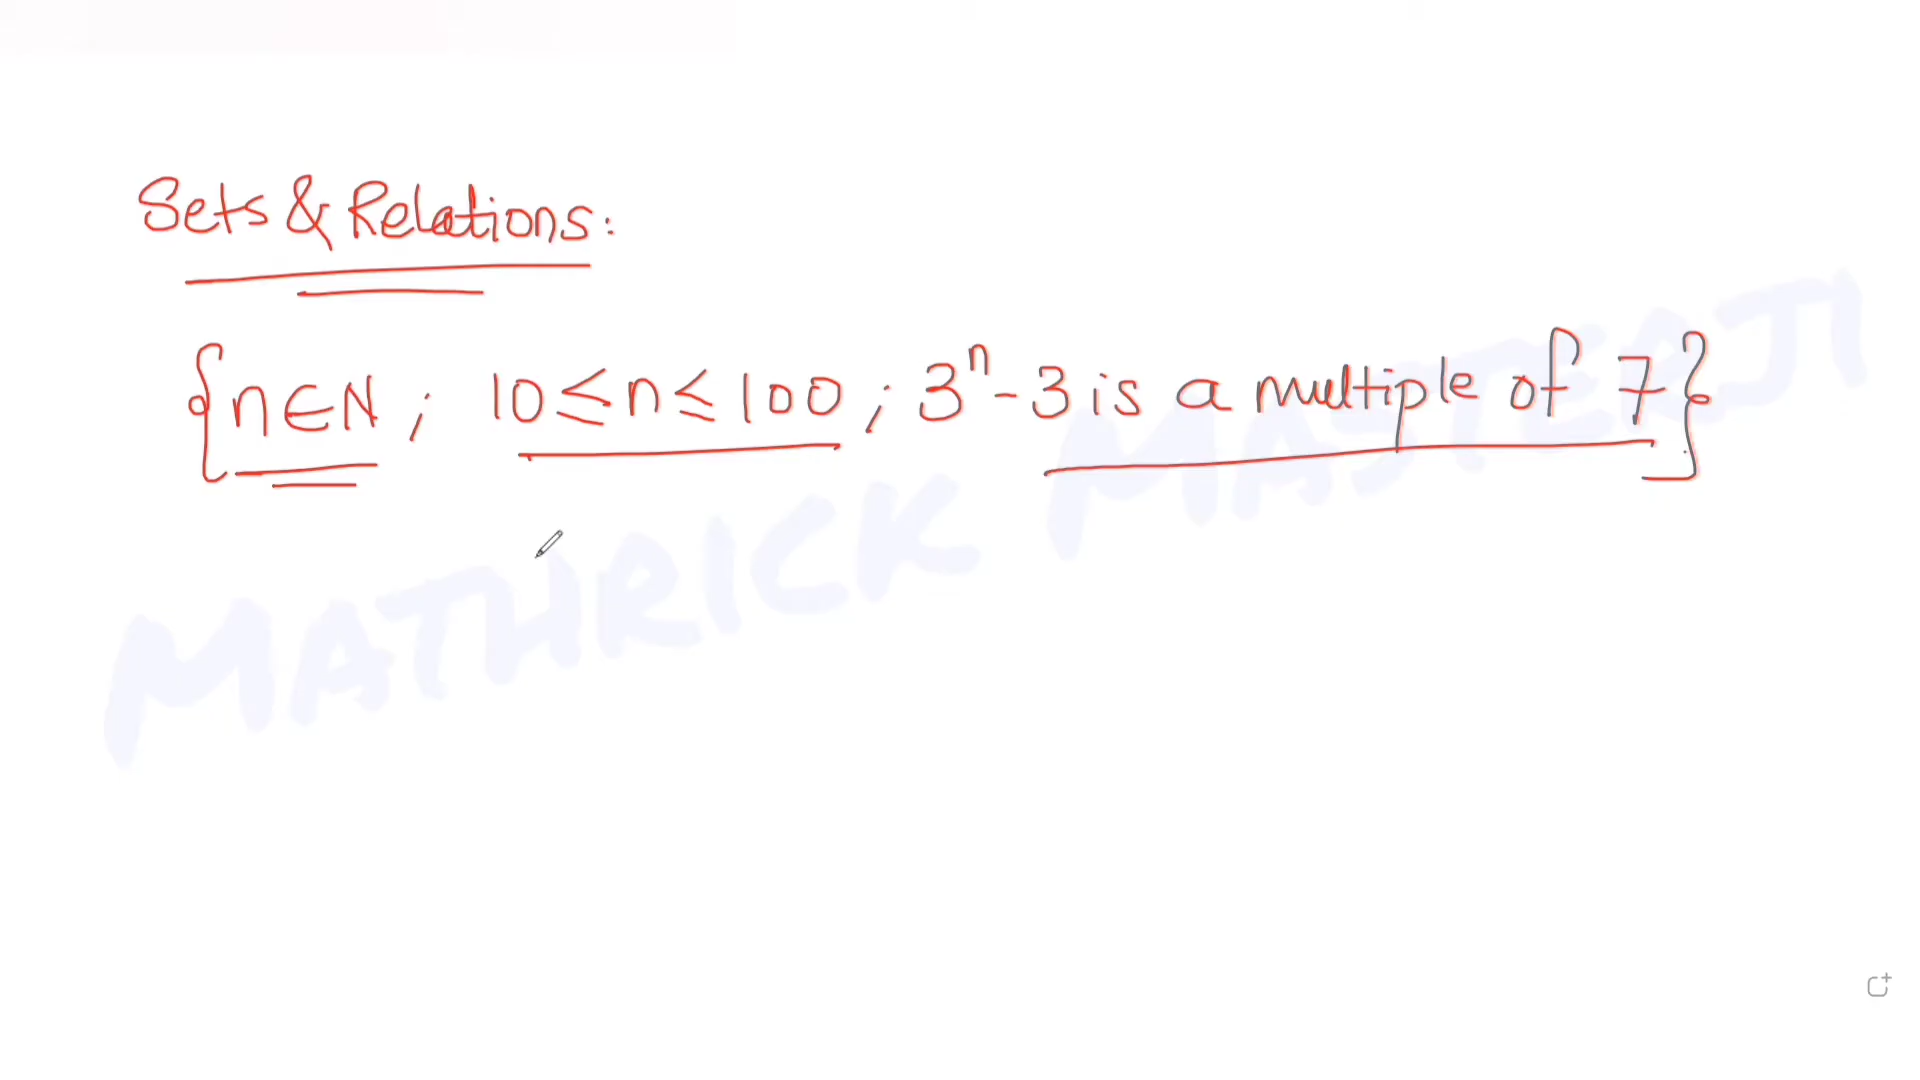 Sets & Relations:
{n∈N ; 10≤n≤100 ; 3ⁿ-3 is a multiple of 7}
MATHRICK MASTERJI